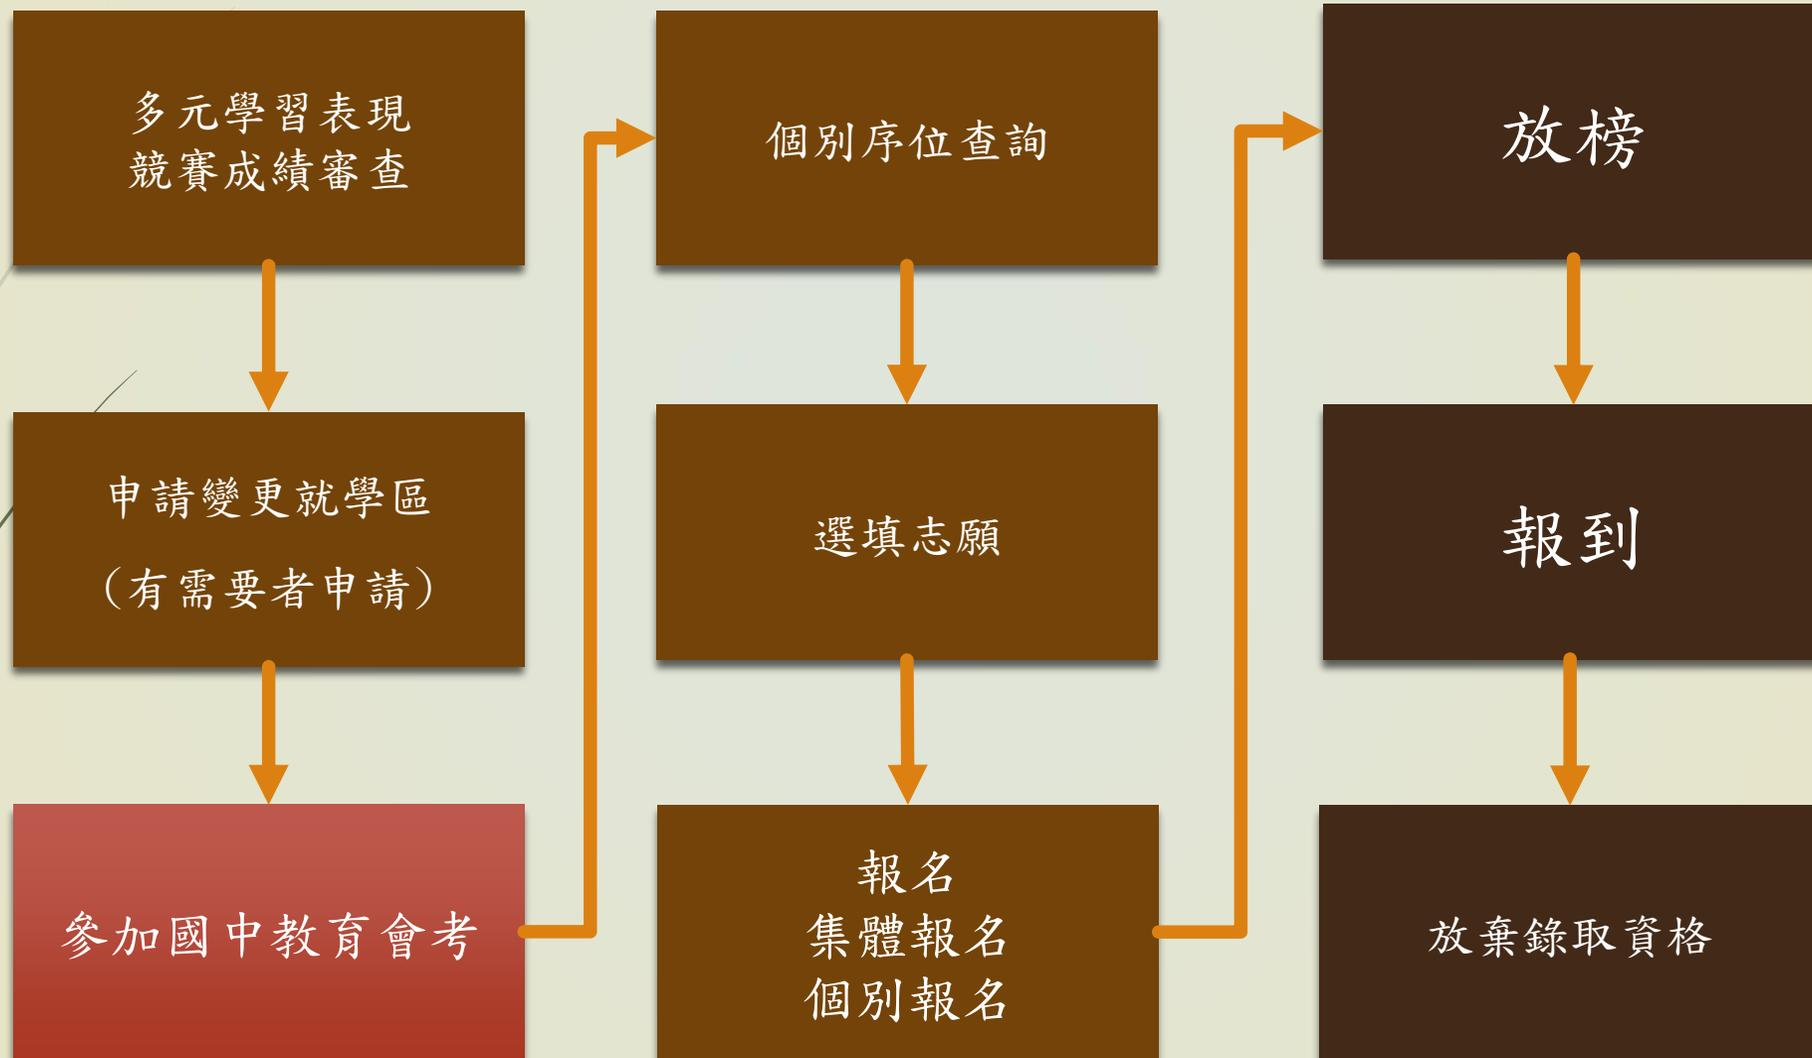 多元學習表現
競賽成績審查
申請變更就學區
（有需要者申請）
參加國中教育會考
個別序位查詢
選填志願
報名
集體報名
個別報名
放榜
報到
放棄錄取資格